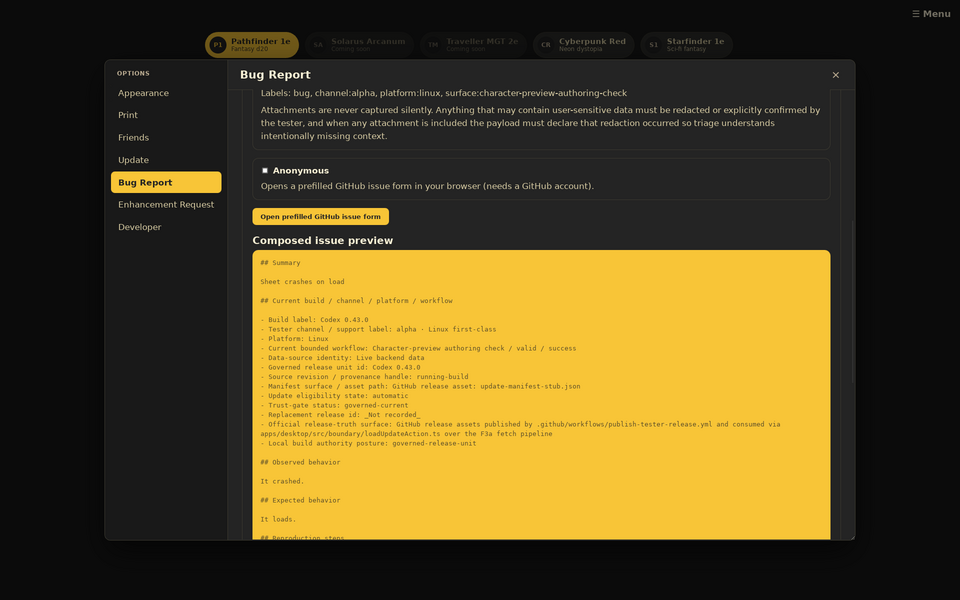 ☰ Menu
P1 Pathfinder 1e
Fantasy d20
SA Solarus Arcanum
Coming soon
TM Traveller MGT 2e
Coming soon
CR Cyberpunk Red
Neon dystopia
S1 Starfinder 1e
Sci-fi fantasy
OPTIONS
Appearance
Print
Friends
Update
Bug Report
Enhancement Request
Developer
Bug Report
×
Labels: bug, channel:alpha, platform:linux, surface:character-preview-authoring-check
Attachments are never captured silently. Anything that may contain user-sensitive data must be redacted or explicitly confirmed by
the tester, and when any attachment is included the payload must declare that redaction occurred so triage understands
intentionally missing context.
Anonymous
Opens a prefilled GitHub issue form in your browser (needs a GitHub account).
Open prefilled GitHub issue form
Composed issue preview
## Summary
Sheet crashes on load
## Current build / channel / platform / workflow
- Build label: Codex 0.43.0
- Tester channel / support label: alpha · Linux first-class
- Platform: Linux
- Current bounded workflow: Character-preview authoring check / valid / success
- Data-source identity: Live backend data
- Governed release unit id: Codex 0.43.0
- Source revision / provenance handle: running-build
- Manifest surface / asset path: GitHub release asset: update-manifest-stub.json
- Update eligibility state: automatic
- Trust-gate status: governed-current
- Replacement release id: _Not recorded_
- Official release-truth surface: GitHub release assets published by .github/workflows/publish-tester-release.yml and consumed via
apps/desktop/src/boundary/loadUpdateAction.ts over the F3a fetch pipeline
- Local build authority posture: governed-release-unit
## Observed behavior
It crashed.
## Expected behavior
It loads.
## Reproduction steps